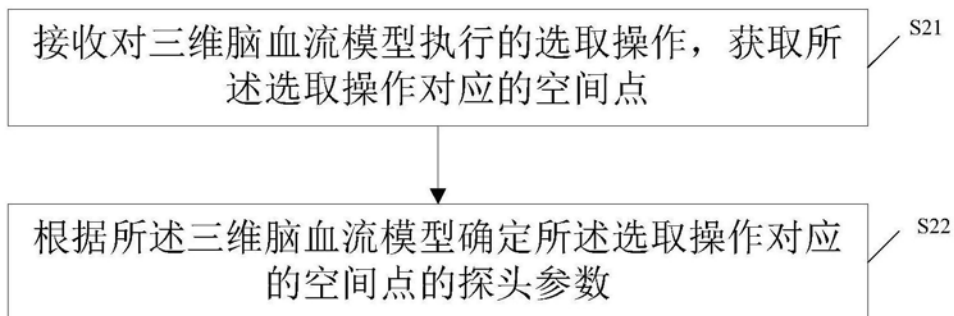 接收对三维脑血流模型执行的选取操作，获取所
述选取操作对应的空间点
S21
根据所述三维脑血流模型确定所述选取操作对应
的空间点的探头参数
S22